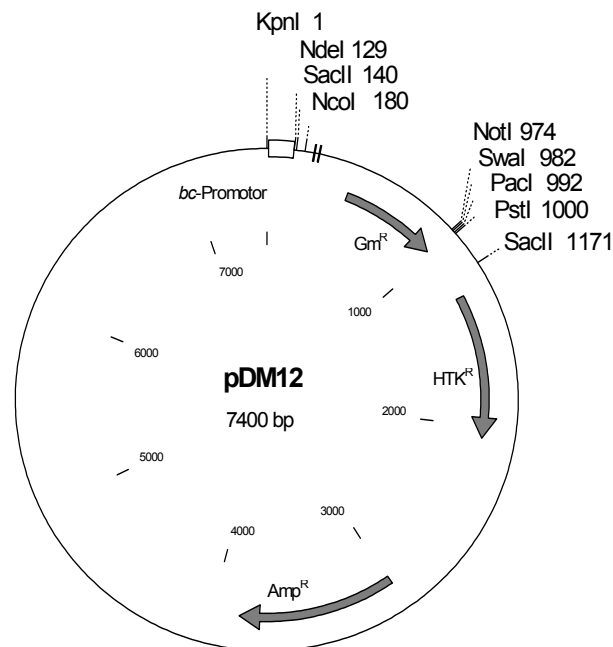 KpnI 1
NdeI 129
SacII 140
NcoI 180
NotI 974
SwaI 982
PacI 992
PstI 1000
SacII 1171
bc-Promotor
Gm^R
7000
1000
6000
HTK^R
pDM12
7400 bp
2000
5000
3000
4000
Amp^R